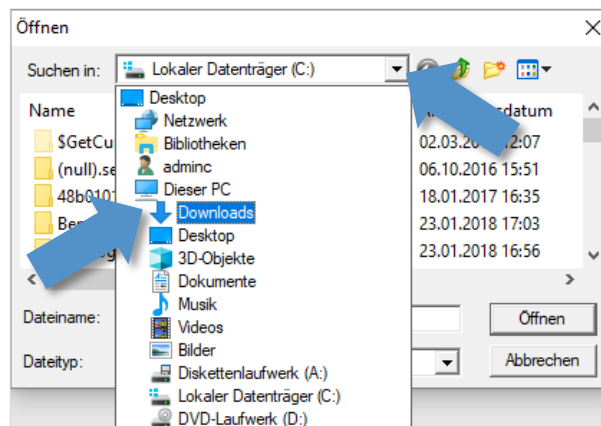 Öffnen
Suchen in: Lokaler Datenträger (C:)
Name
$GetCu 02.03.20 2:07
(null).se 06.10.2016 15:51
48b0101 18.01.2017 16:35
Ben 23.01.2018 17:03
23.01.2018 16:56
Desktop
Netzwerk
Bibliotheken
adminc
Dieser PC
Downloads
Desktop
3D-Objekte
Dokumente
Musik
Videos
Bilder
Diskettenlaufwerk (A:)
Lokaler Datenträger (C:)
DVD-Laufwerk (D:)
Dateiname: Öffnen
Dateityp: Abbrechen